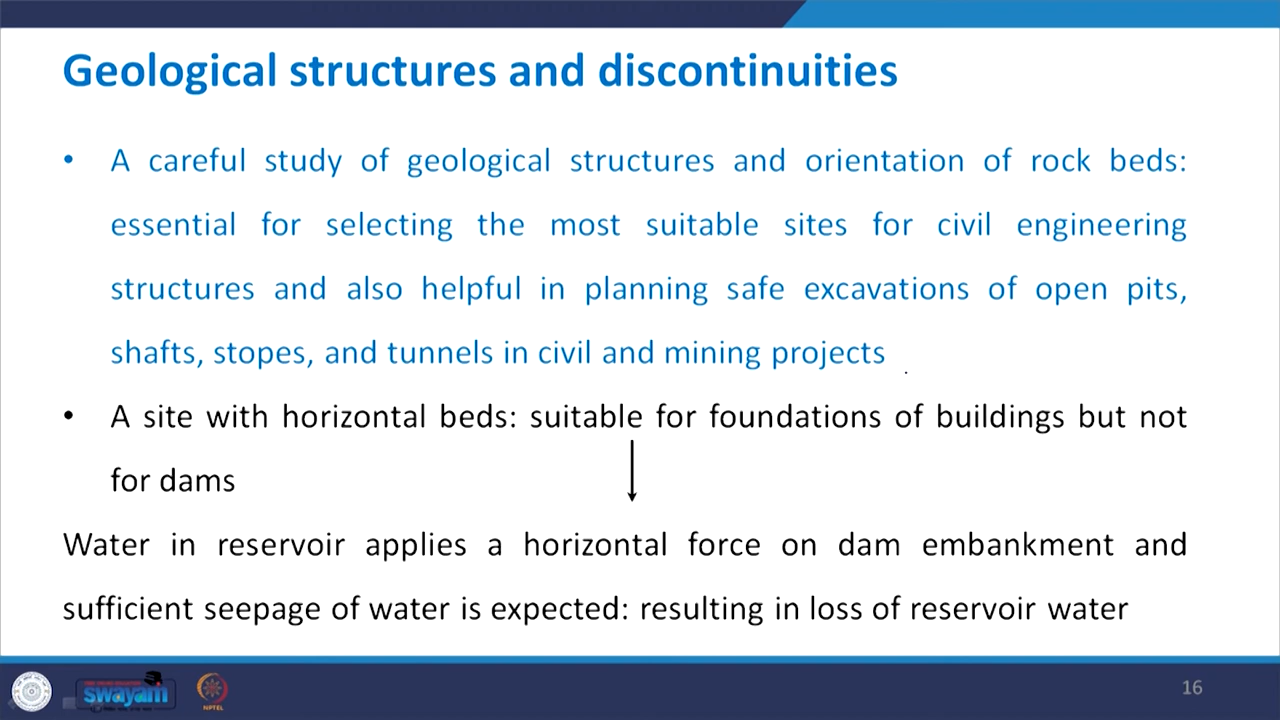 Geological structures and discontinuities
• A careful study of geological structures and orientation of rock beds:
essential for selecting the most suitable sites for civil engineering
structures and also helpful in planning safe excavations of open pits,
shafts, stopes, and tunnels in civil and mining projects
• A site with horizontal beds: suitable for foundations of buildings but not
for dams
Water in reservoir applies a horizontal force on dam embankment and
sufficient seepage of water is expected: resulting in loss of reservoir water
swayam
NPTEL
16